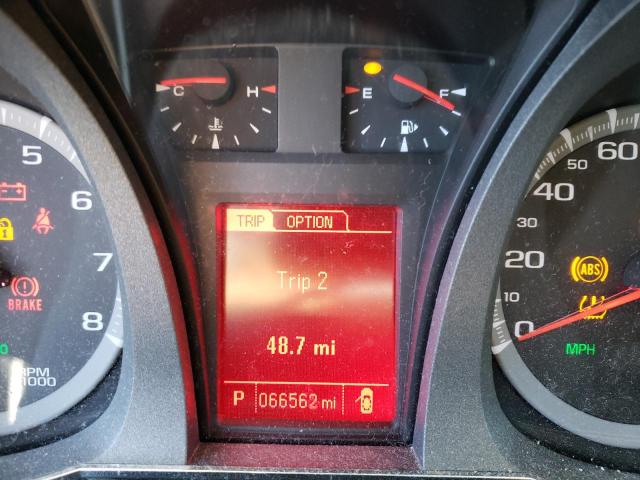 C H
E F
5
6
7
8
BRAKE
RPM
1000
TRIP OPTION
Trip 2
48.7 mi
P 066562 mi
60
50
40
30
20
10
0
ABS
MPH